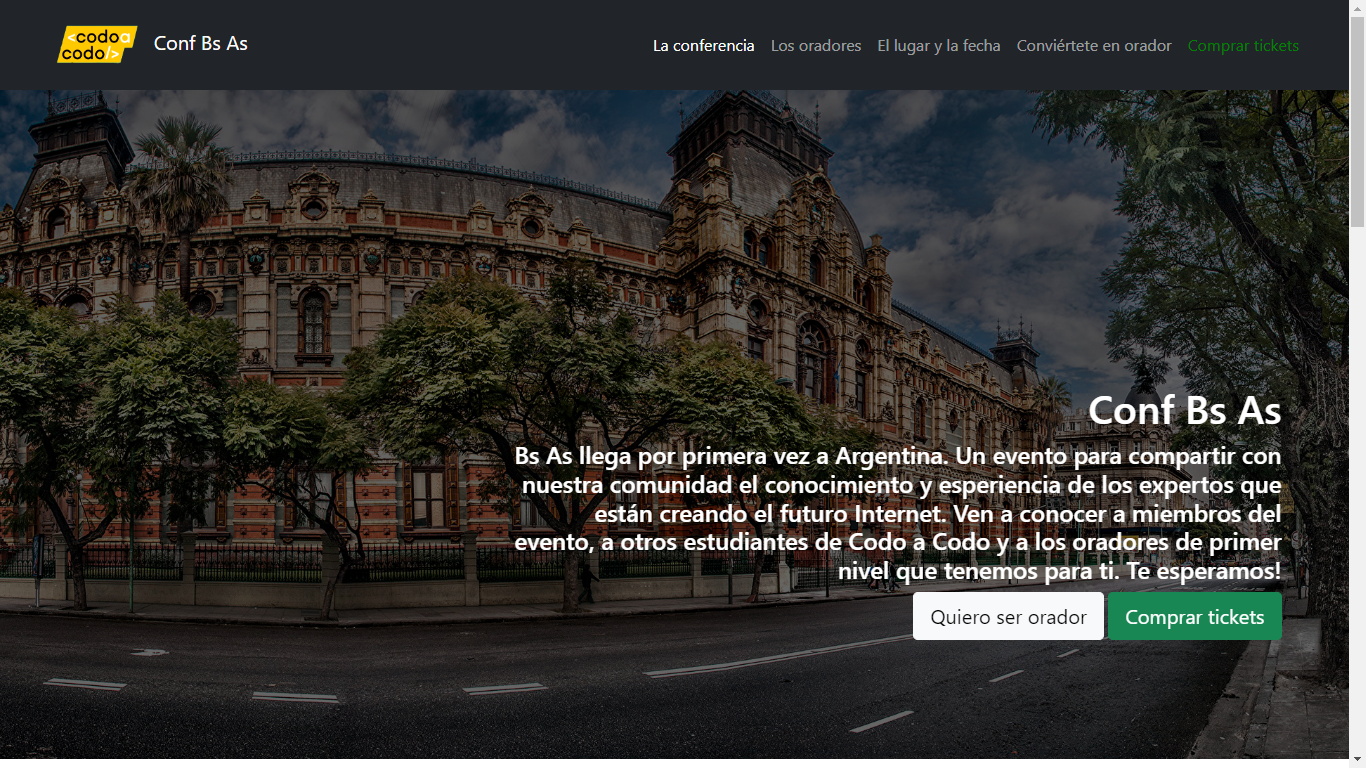 <codo a
codo/>
Conf Bs As
La conferencia Los oradores El lugar y la fecha Conviértete en orador Comprar tickets
Conf Bs As
Bs As llega por primera vez a Argentina. Un evento para compartir con
nuestra comunidad el conocimiento y esperiencia de los expertos que
están creando el futuro Internet. Ven a conocer a miembros del
evento, a otros estudiantes de Codo a Codo y a los oradores de primer
nivel que tenemos para ti. Te esperamos!
Quiero ser orador Comprar tickets